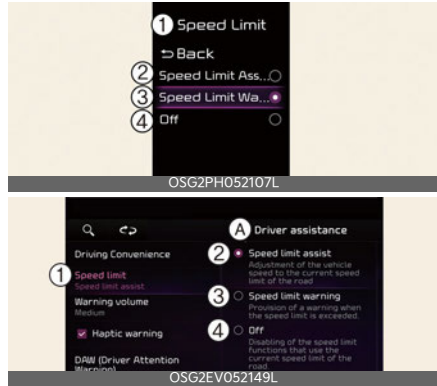 1 Speed Limit
Back
2 Speed Limit Ass...
3 Speed Limit Wa...
4 Off
OSG2PH052107L
A Driver assistance
Driving Convenience
1 Speed limit
Speed limit assist
Warning volume
Medium
Haptic warning
DAW (Driver Attention
Warning)
2 Speed limit assist
Adjustment of the vehicle
speed to the current speed
limit of the road
3 Speed limit warning
Provision of a warning when
the speed limit is exceeded.
4 Off
Disabling of the speed limit
functions that use the
current speed limit of the
road.
OSG2EV052149L